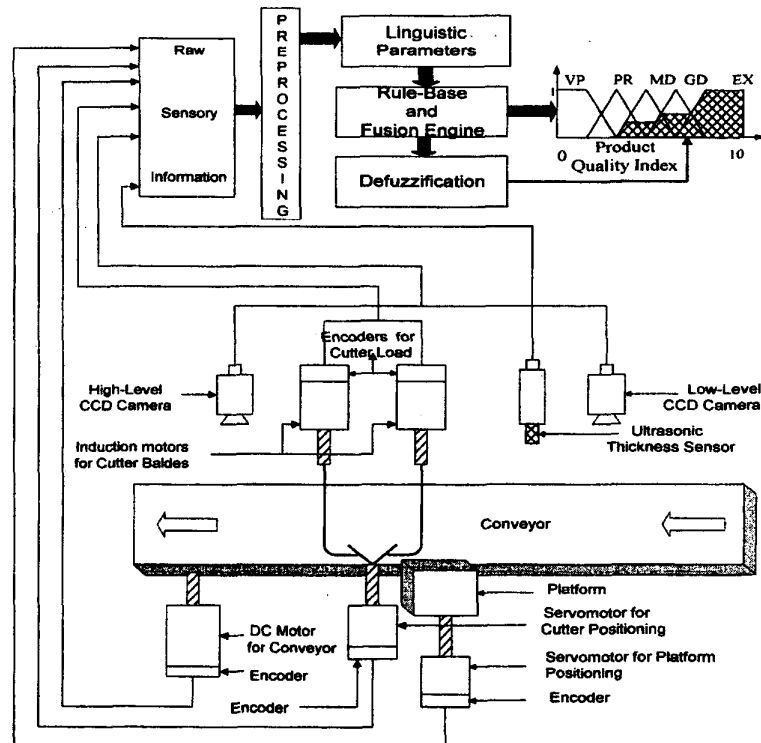 Raw
Sensory
Information
PREPROCESSING
Linguistic
Parameters
Rule-Base
and
Fusion Engine
Defuzzification
VP PR MD GD EX
1
0 Product 10
Quality Index
Encoders for
Cutter Load
High-Level
CCD Camera
Low-Level
CCD Camera
Induction motors
for Cutter Baldes
Ultrasonic
Thickness Sensor
Conveyor
Platform
DC Motor
for Conveyor
Servomotor for
Cutter Positioning
Servomotor for Platform
Positioning
Encoder
Encoder
Encoder